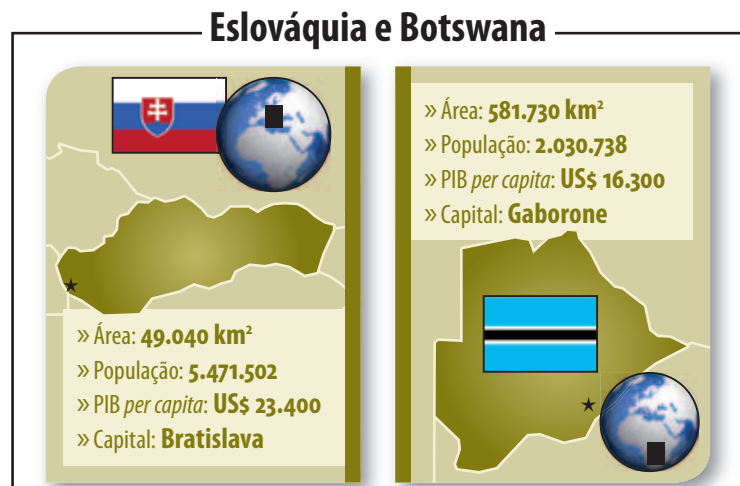 Eslováquia e Botswana
» Área: 49.040 km²
» População: 5.471.502
» PIB per capita: US$ 23.400
» Capital: Bratislava
» Área: 581.730 km²
» População: 2.030.738
» PIB per capita: US$ 16.300
» Capital: Gaborone